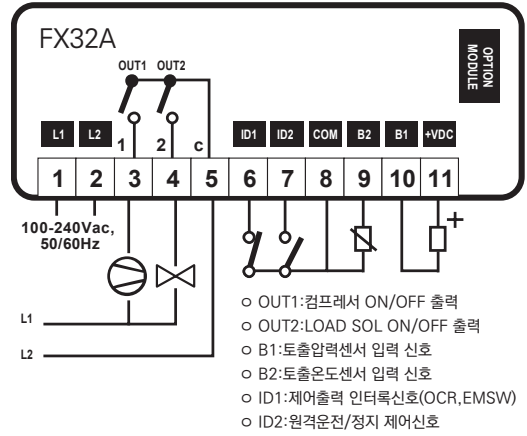 FX32A
OPTION
MODULE
OUT1 OUT2
L1 L2 1 2 C ID1 ID2 COM B2 B1 +VDC
1 2 3 4 5 6 7 8 9 10 11
100-240Vac,
50/60Hz
+
L1
L2
ㅇ OUT1:컴프레서 ON/OFF 출력
ㅇ OUT2:LOAD SOL ON/OFF 출력
ㅇ B1:토출압력센서 입력 신호
ㅇ B2:토출온도센서 입력 신호
ㅇ ID1:제어출력 인터록신호(OCR,EMSW)
ㅇ ID2:원격운전/정지 제어신호